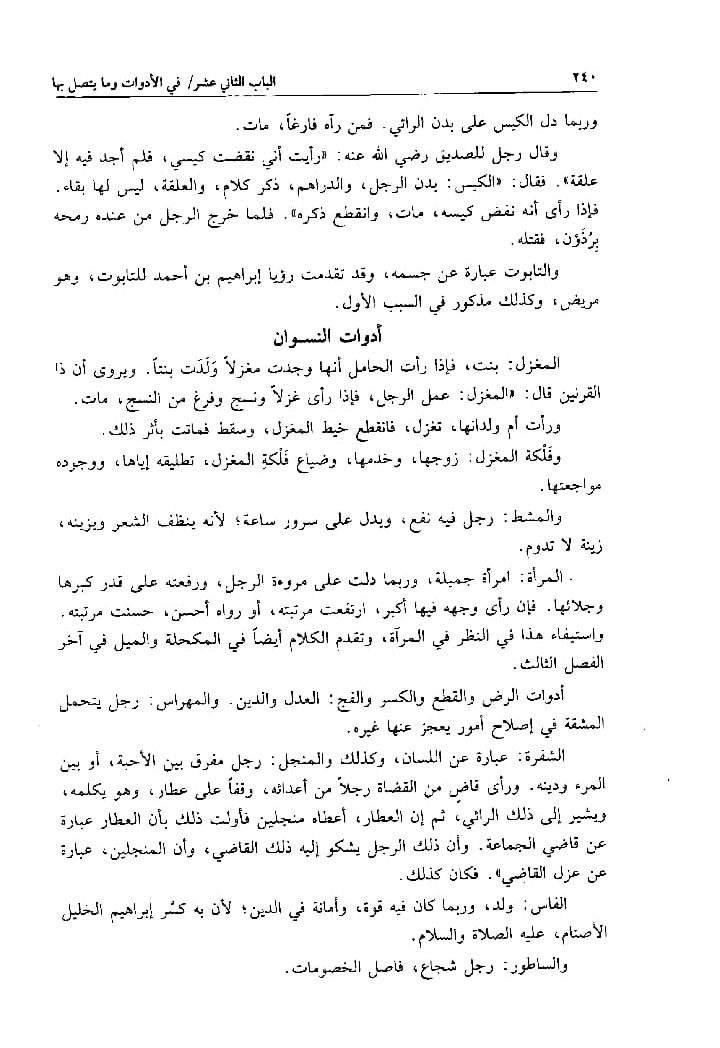 ٢٤٠ الباب الثاني عشر/ في الأدوات وما يتصل بها
وربما دل الكيس على بدن الرائي. فمن رآه فارغاً، مات.
وقال رجل للصديق رضي الله عنه: «رأيت أني نفضت كيسي، فلم أجد فيه إلا
علقة». فقال: «الكيس: بدن الرجل، والدراهم، ذكر كلام، والعلقة، ليس لها بقاء.
فإذا رأى أنه نفض كيسه، مات، وانقطع ذكره». فلما خرج الرجل من عنده رمحه
بِرْذَوْن، فقتله.
والتابوت عبارة عن جسمه، وقد تقدمت رؤيا إبراهيم بن أحمد للتابوت، وهو
مريض، وكذلك مذكور في السبب الأول.
أدوات النسوان
المغزل: بنت، فإذا رأت الحامل أنها وجدت مغزلاً وَلَدَت بنتاً. ويروى أن ذا
القرنين قال: «المغزل: عمل الرجل، فإذا رأى غزلاً ونسج وفرغ من النسج، مات.
ورأت أم ولدانها، تغزل، فانقطع خيط المغزل، وسقط فماتت بأثر ذلك.
وفَلْكة المغزل: زوجها، وخدمها، وضياع فَلْكةِ المغزل، تطليقه إياها، ووجوده
مواجعتها.
والمشط: رجل فيه نفع، ويدل على سرور ساعة؛ لأنه ينظف الشعر ويزينه،
زينة لا تدوم.
. المرأة: امرأة جميلة، وربما دلت على مروءة الرجل، ورفعته على قدر كبرها
وجلائها. فإن رأى وجهه فيها أكبر، ارتفعت مرتبته، أو رواه أحسن، حسنت مرتبته.
واستيفاء هذا في النظر في المرآة، وتقدم الكلام أيضاً في المكحلة والميل في آخر
الفصل الثالث.
أدوات الرض والقطع والكسر والفج: العدل والدين. والمهراس: رجل يتحمل
المشقة في إصلاح أمور يعجز عنها غيره.
الشفرة: عبارة عن اللسان، وكذلك والمنجل: رجل مفرق بين الأحبة، أو بين
المرء ودينه. ورأى قاضٍ من القضاة رجلاً من أعدائه، وقفاً على عطار، وهو يكلمه،
ويشير إلى ذلك الرائي، ثم إن العطار، أعطاه منجلين فأولت ذلك بأن العطار عبارة
عن قاضي الجماعة. وأن ذلك الرجل يشكو إليه ذلك القاضي، وأن المنجلين، عبارة
عن عزل القاضي». فكان كذلك.
الفاس: ولد، وربما كان فيه قوة، وأمانة في الدين؛ لأن به كسَّر إبراهيم الخليل
الأصنام، عليه الصلاة والسلام.
والساطور: رجل شجاع، فاصل الخصومات.